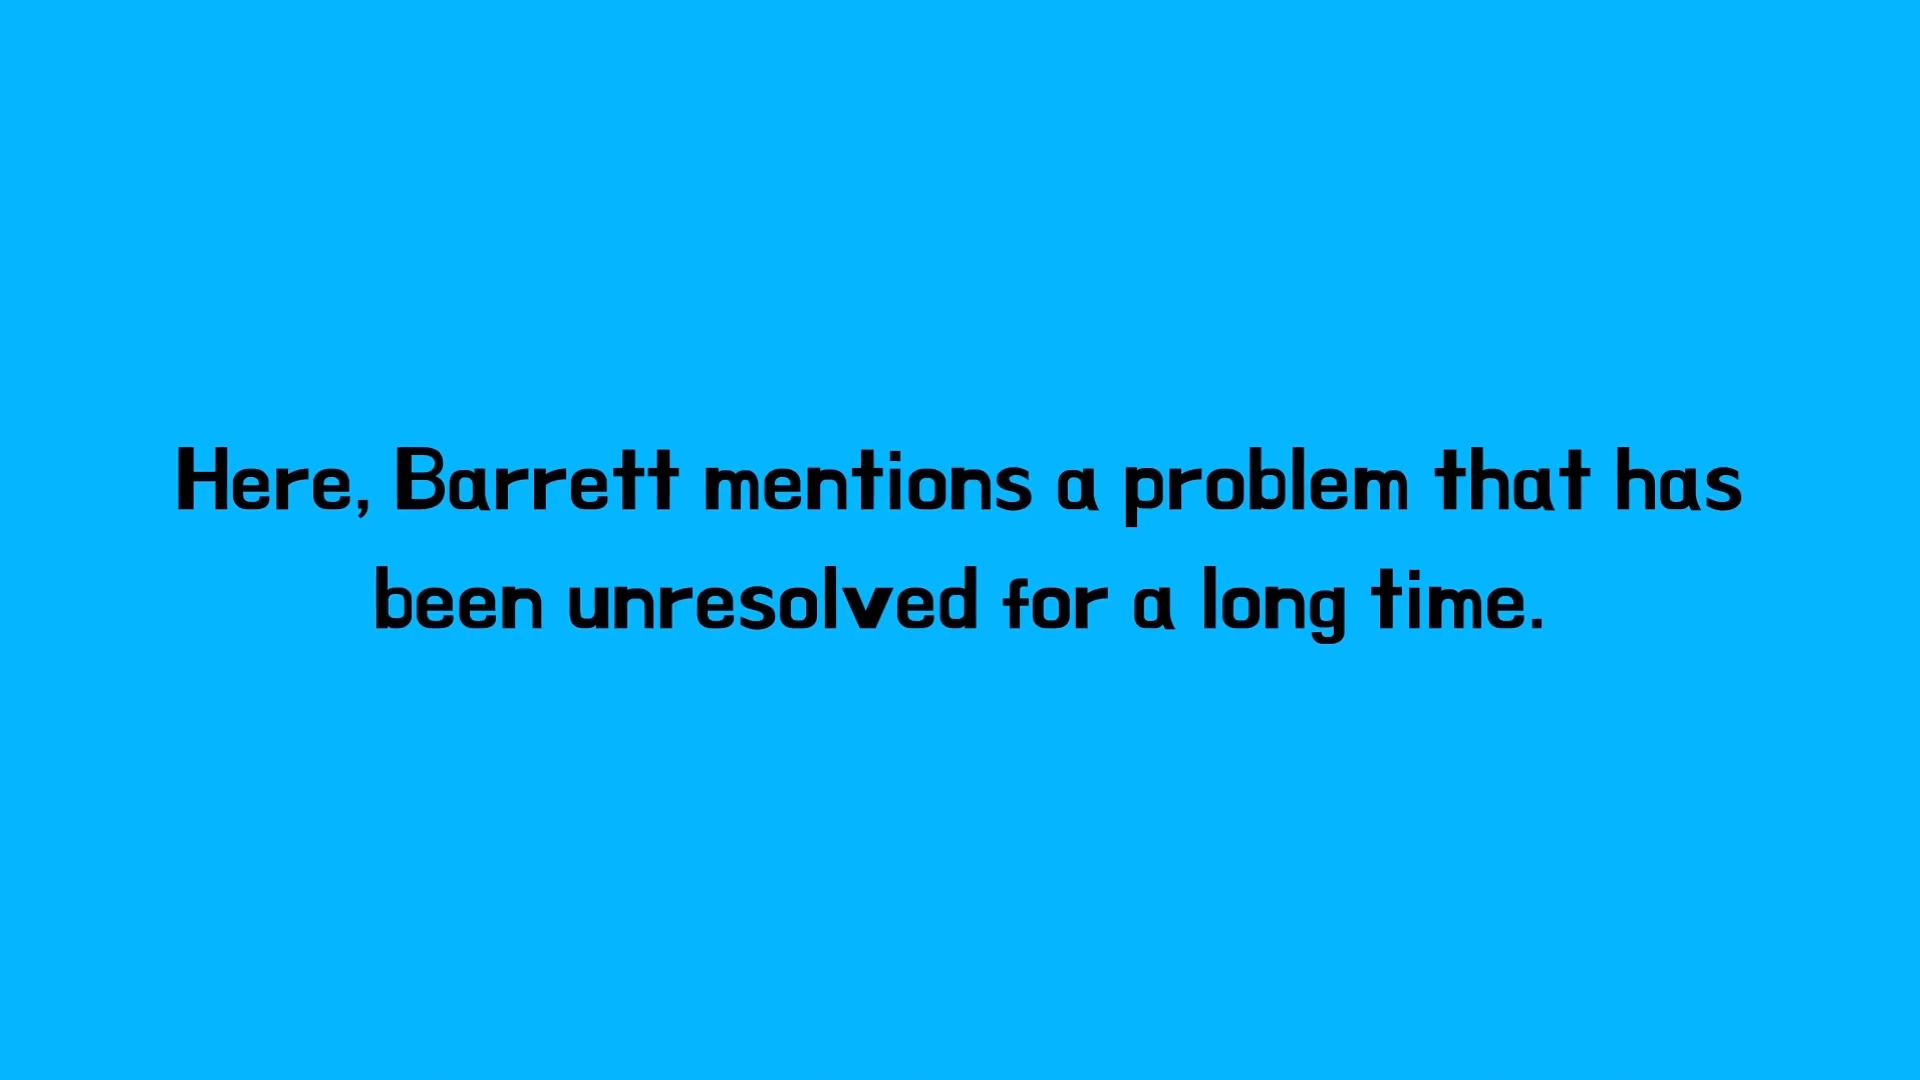 Here, Barrett mentions a problem that has
been unresolved for a long time.